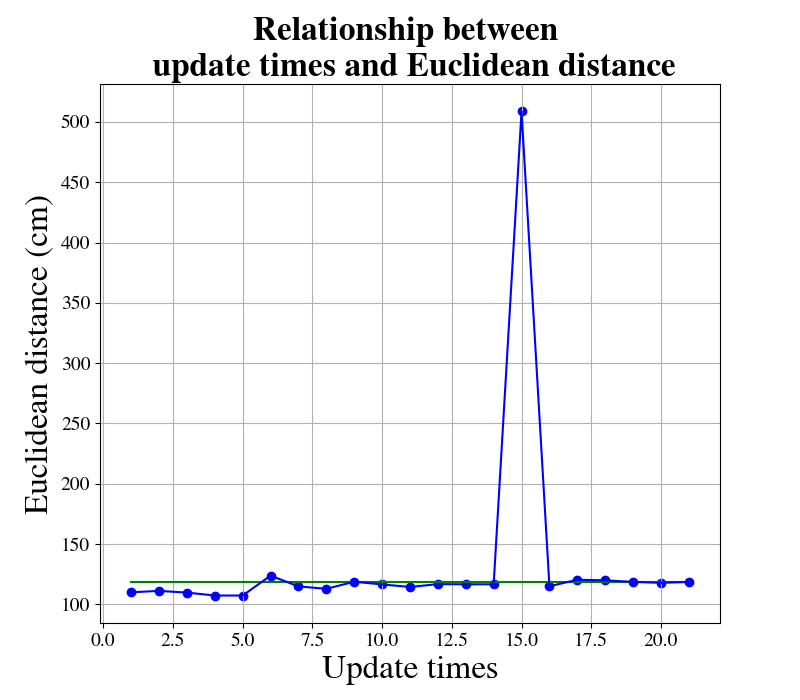 Relationship between
update times and Euclidean distance
Euclidean distance (cm)
500
450
400
350
300
250
200
150
100
0.0 2.5 5.0 7.5 10.0 12.5 15.0 17.5 20.0
Update times